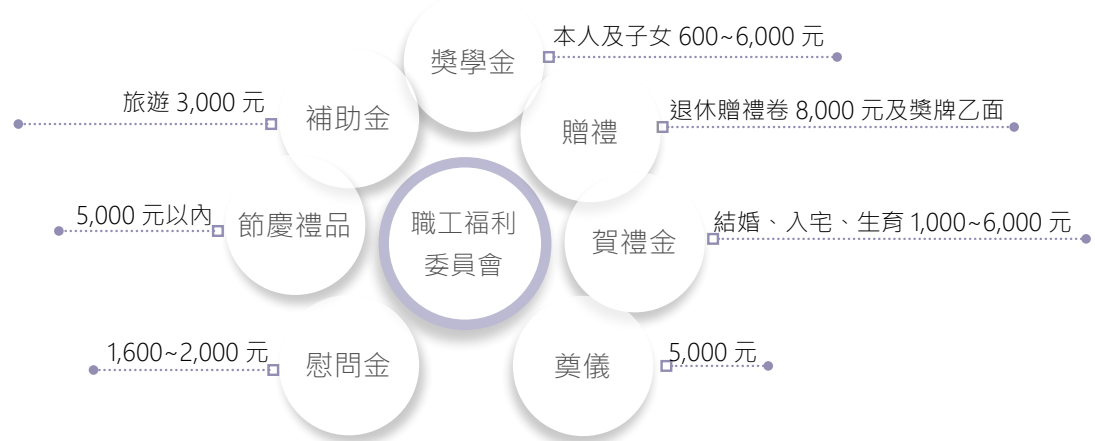 本人及子女 600~6,000 元
獎學金
旅遊 3,000 元
補助金
退休贈禮卷 8,000 元及獎牌乙面
贈禮
5,000 元以內
節慶禮品
職工福利
委員會
結婚、入宅、生育 1,000~6,000 元
賀禮金
1,600~2,000 元
慰問金
奠儀
5,000 元